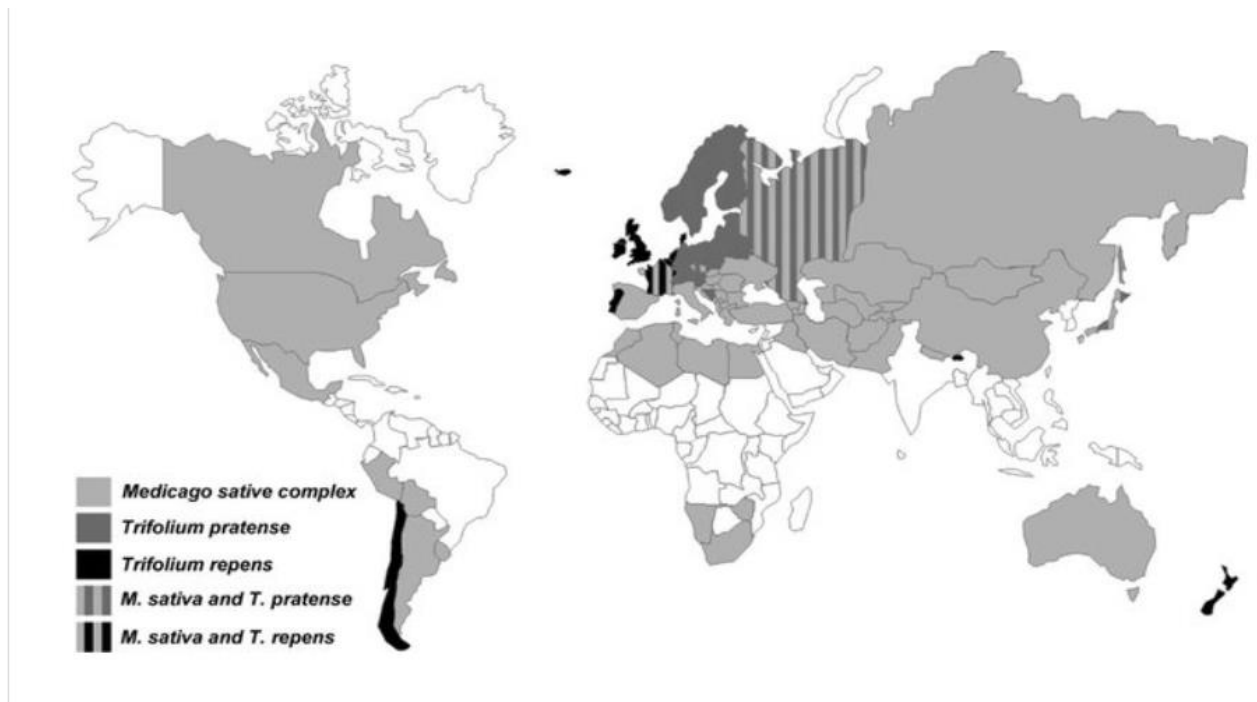 Medicago sative complex
Trifolium pratense
Trifolium repens
M. sativa and T. pratense
M. sativa and T. repens